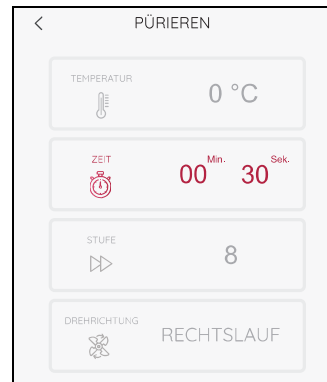 PÜRIEREN
TEMPERATUR
0 °C
ZEIT
00 Min. 30 Sek.
STUFE
8
DREHRICHTUNG
RECHTSLAUF